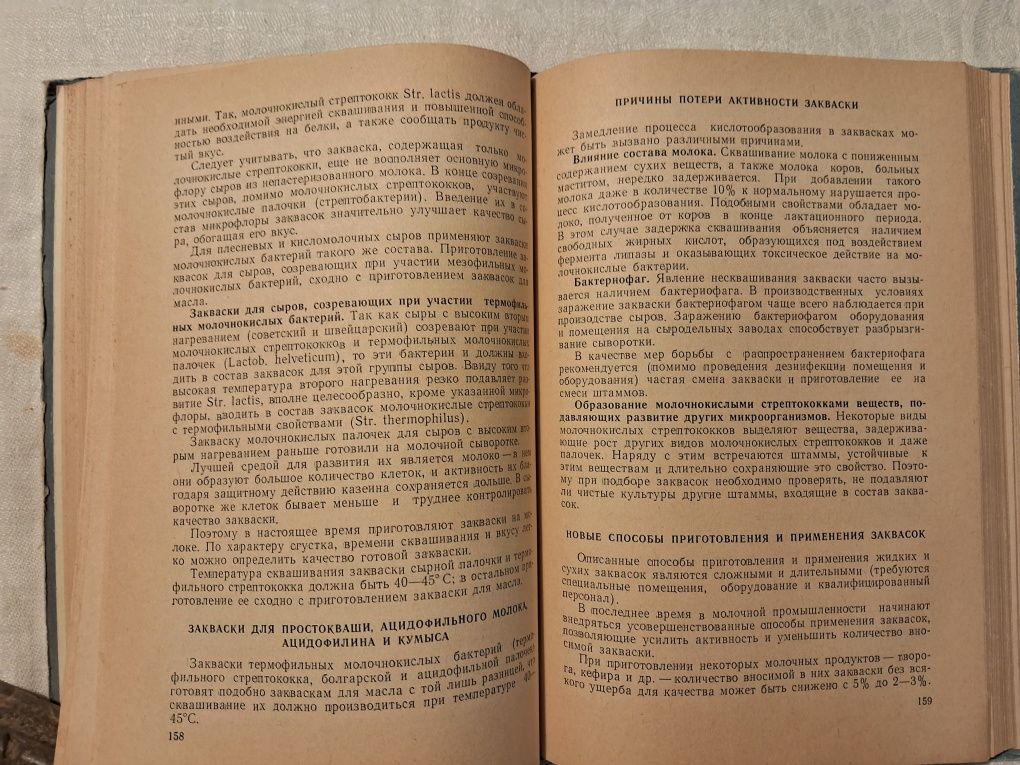 иными. Так, молочнокислый стрептококк Str. lactis должен обла-
дать необходимой энергией сквашивания и повышенной способ-
ностью воздействия на белки, а также сообщать продукту чис-
тый вкус.
Следует учитывать, что закваска, содержащая только мо-
лочнокислые стрептококки, еще не восполняет основную микро-
флору сыров из непастеризованного молока. В конце созревания
этих сыров, помимо молочнокислых стрептококков, участвуют
молочнокислые палочки (стрептобактерии). Введение их в со-
став микрофлоры заквасок значительно улучшает качество сы-
ра, обогащая его вкус.
Для плесневых и кисломолочных сыров применяют закваски
молочнокислых бактерий такого же состава. Приготовление за-
квасок для сыров, созревающих при участии мезофильных мо-
лочнокислых бактерий, сходно с приготовлением заквасок для
масла.
Закваски для сыров, созревающих при участии термофиль-
ных молочнокислых бактерий. Так как сыры с высоким вторым
нагреванием (советский и швейцарский) созревают при участии
молочнокислых стрептококков и термофильных молочнокислых
палочек (Lactob. helveticum), то эти бактерии и должны вхо-
дить в состав заквасок для этой группы сыров. Ввиду того что
высокая температура второго нагревания резко подавляет раз-
витие Str. lactis, вполне целесообразно, кроме указанной микро-
флоры, вводить в состав заквасок молочнокислые стрептококки
с термофильными свойствами (Str. thermophilus).
Закваску молочнокислых палочек для сыров с высоким вто-
рым нагреванием раньше готовили на молочной сыворотке.
Лучшей средой для развития их является молоко — в нем
они образуют большое количество клеток, и активность их бла-
годаря защитному действию казеина сохраняется дольше. В сы-
воротке же клеток бывает меньше и труднее контролировать
качество закваски.
Поэтому в настоящее время приготовляют закваски на мо-
локе. По характеру сгустка, времени сквашивания и вкусу лег-
ко можно определить качество готовой закваски.
Температура сквашивания закваски сырной палочки и термо-
фильного стрептококка должна быть 40—45° С; в остальном при-
готовление ее сходно с приготовлением закваски для масла.
ЗАКВАСКИ ДЛЯ ПРОСТОКВАШИ, АЦИДОФИЛЬНОГО МОЛОКА,
АЦИДОФИЛИНА И КУМЫСА
Закваски термофильных молочнокислых бактерий (термо-
фильного стрептококка, болгарской и ацидофильной палочек)
готовят подобно закваскам для масла с той лишь разницей, что
сквашивание их должно производиться при температуре 40—
45°С.
158
ПРИЧИНЫ ПОТЕРИ АКТИВНОСТИ ЗАКВАСКИ
Замедление процесса кислотообразования в заквасках мо-
жет быть вызвано различными причинами.
Влияние состава молока. Сквашивание молока с пониженным
содержанием сухих веществ, а также молока коров, больных
маститом, нередко задерживается. При добавлении такого
молока даже в количестве 10% к нормальному нарушается про-
цесс кислотообразования. Подобными свойствами обладает мо-
локо, полученное от коров в конце лактационного периода.
В этом случае задержка сквашивания объясняется наличием
свободных жирных кислот, образующихся под воздействием
фермента липазы и оказывающих токсическое действие на мо-
лочнокислые бактерии.
Бактериофаг. Явление несквашивания закваски часто вызы-
вается наличием бактериофага. В производственных условиях
заражение закваски бактериофагом чаще всего наблюдается при
производстве сыров. Заражению бактериофагом оборудования
и помещения на сыродельных заводах способствует разбрызги-
вание сыворотки.
В качестве мер борьбы с распространением бактериофага
рекомендуется (помимо проведения дезинфекции помещения и
оборудования) частая смена закваски и приготовление ее на
смеси штаммов.
Образование молочнокислыми стрептококками веществ, по-
давляющих развитие других микроорганизмов. Некоторые виды
молочнокислых стрептококков выделяют вещества, задержива-
ющие рост других видов молочнокислых стрептококков и даже
палочек. Наряду с этим встречаются штаммы, устойчивые к
этим веществам и длительно сохраняющие это свойство. Поэто-
му при подборе заквасок необходимо проверять, не подавляют
ли чистые культуры другие штаммы, входящие в состав заква-
сок.
НОВЫЕ СПОСОБЫ ПРИГОТОВЛЕНИЯ И ПРИМЕНЕНИЯ ЗАКВАСОК
Описанные способы приготовления и применения жидких и
сухих заквасок являются сложными и длительными (требуются
специальные помещения, оборудование и квалифицированный
персонал).
В последнее время в молочной промышленности начинают
внедряться усовершенствованные способы применения заквасок,
позволяющие усилить активность и уменьшить количество вно-
симой закваски.
При приготовлении некоторых молочных продуктов — творо-
га, кефира и др. — количество вносимой в них закваски без вся-
кого ущерба для качества может быть снижено с 5% до 2—3%.
159